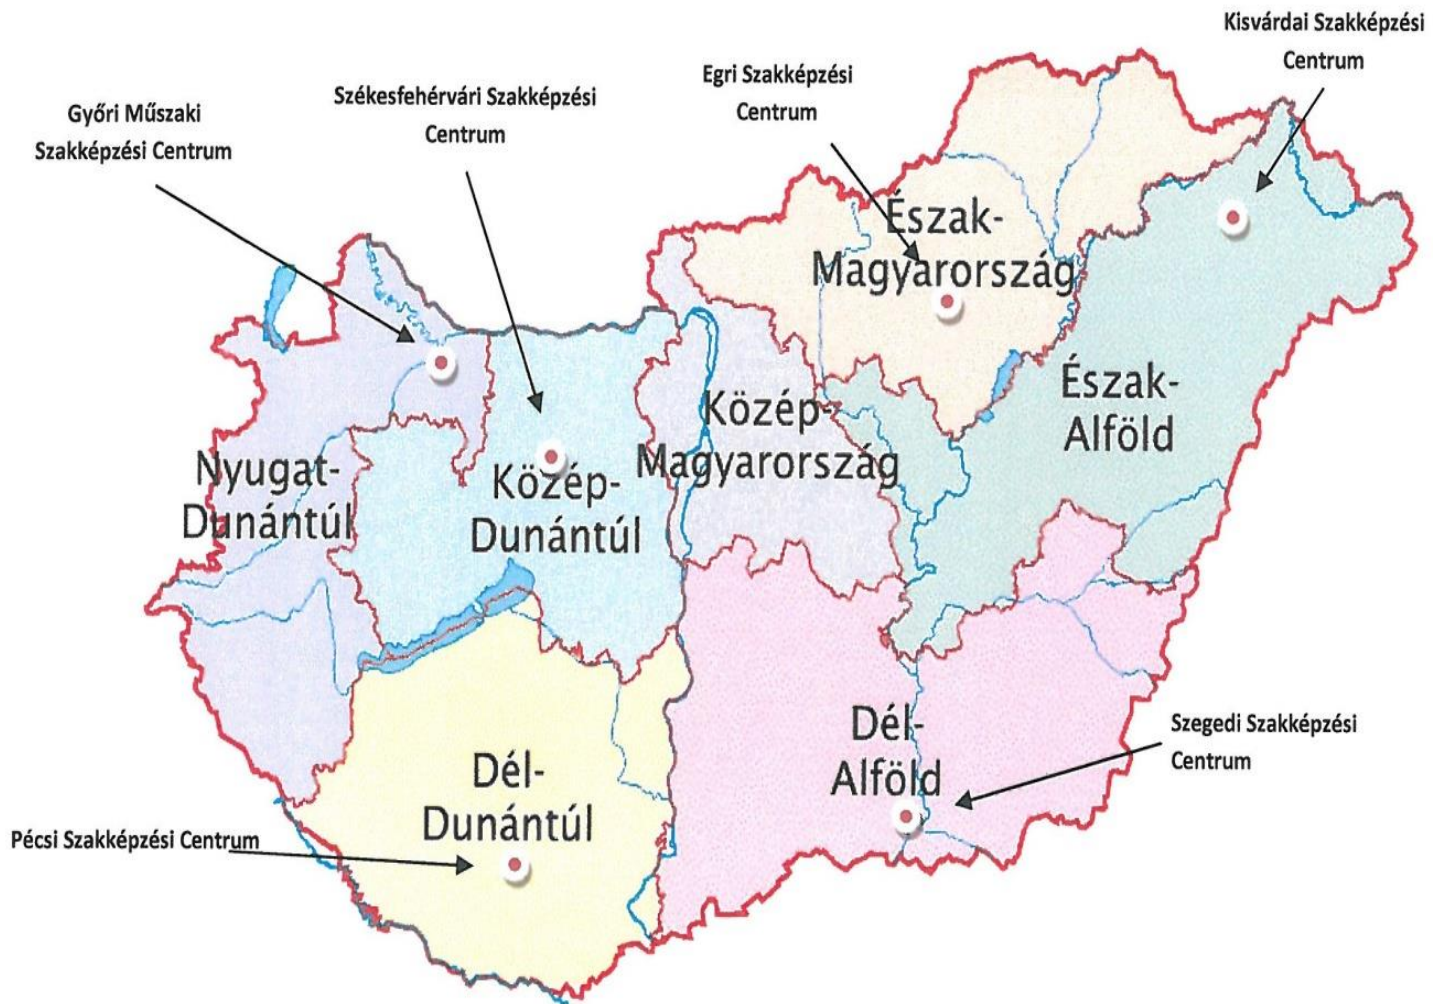 Kisvárdai Szakképzési
Centrum
Egri Szakképzési
Centrum
Székesfehérvári Szakképzési
Centrum
Győri Műszaki
Szakképzési Centrum
Észak-
Magyarország
Észak-
Alföld
Közép-
Magyarország
Nyugat-
Dunántúl
Közép-
Dunántúl
Dél-
Alföld
Szegedi Szakképzési
Centrum
Dél-
Dunántúl
Pécsi Szakképzési Centrum